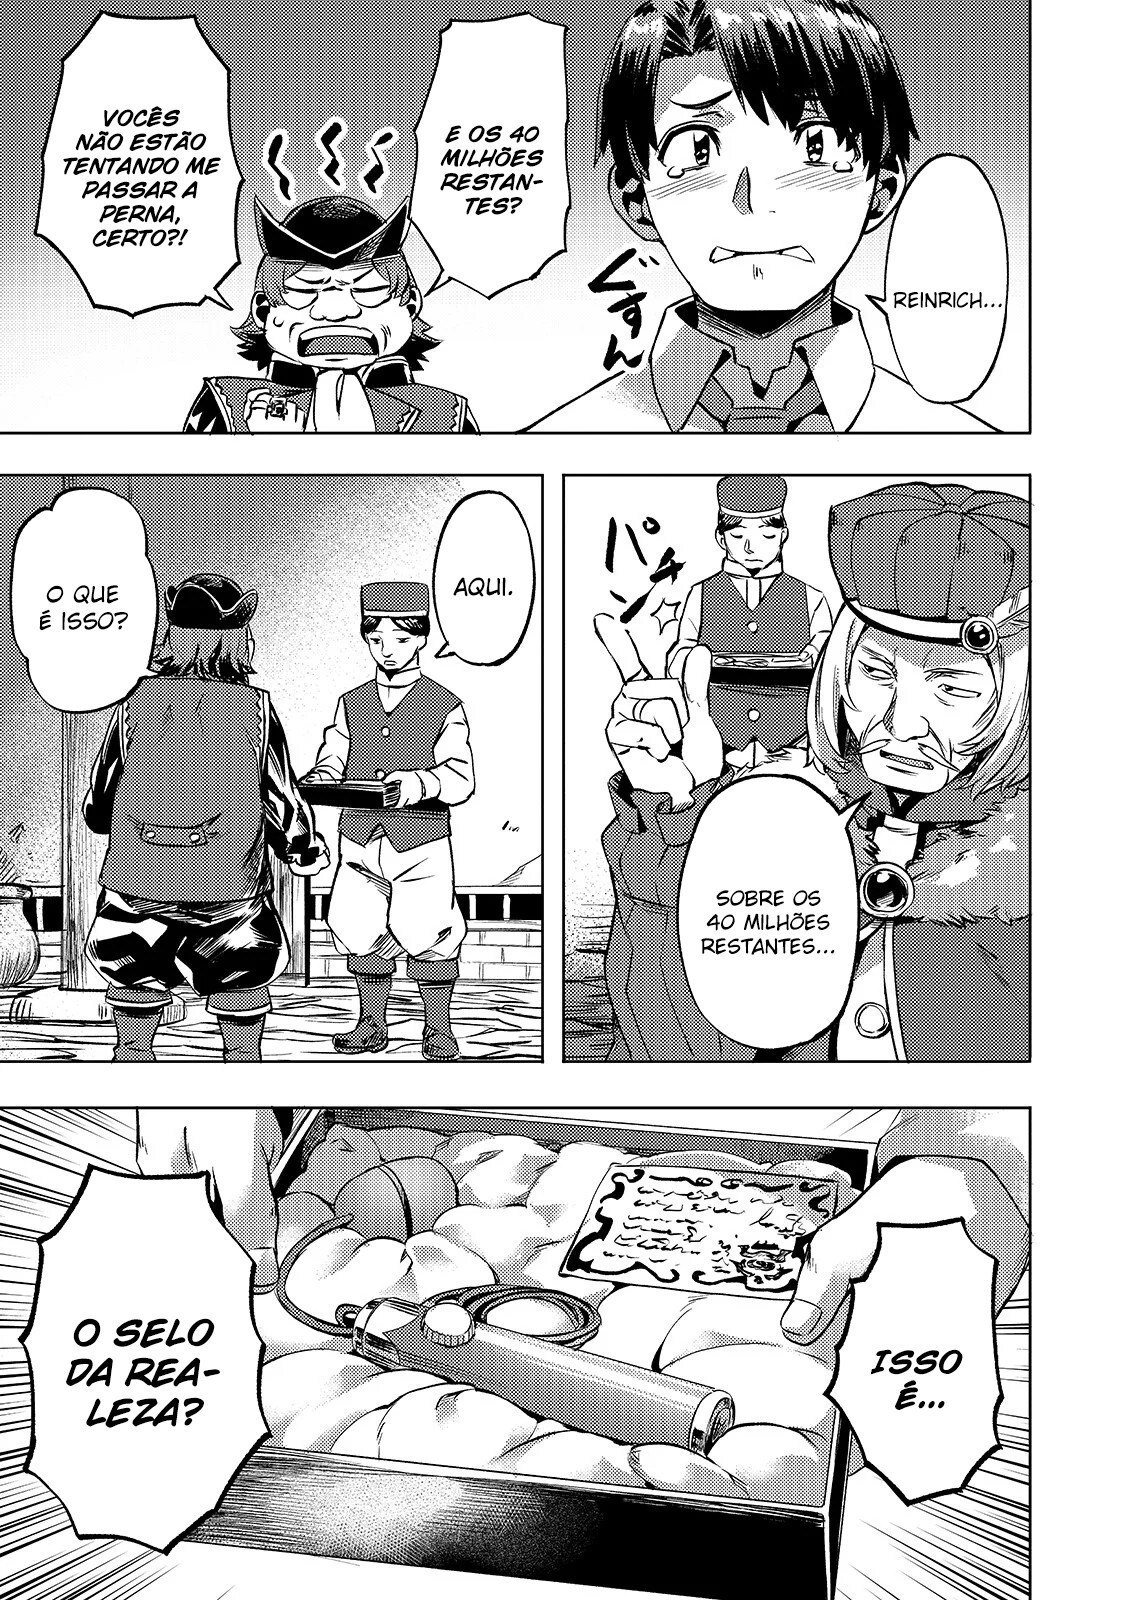 REINRICH...
ぐすん
E OS 40
MILHÕES
RESTAN-
TES?
VOCÊS
NÃO ESTÃO
TENTANDO ME
PASSAR A
PERNA,
CERTO?!
パチン
SOBRE OS
40 MILHÕES
RESTANTES...
AQUI.
O QUE
É ISSO?
ISSO
É...
O SELO
DA REA-
LEZA?